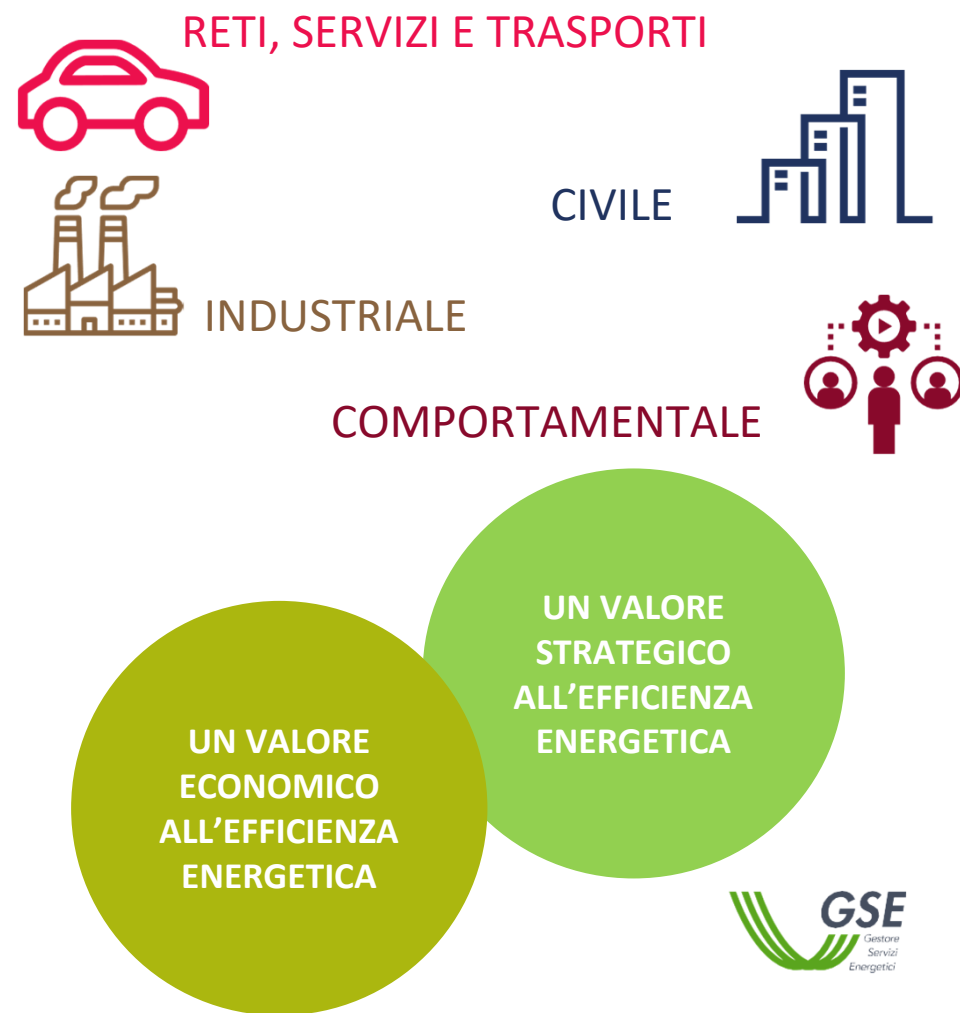 RETI, SERVIZI E TRASPORTI
CIVILE
INDUSTRIALE
COMPORTAMENTALE
UN VALORE
STRATEGICO
ALL’EFFICIENZA
ENERGETICA
UN VALORE
ECONOMICO
ALL’EFFICIENZA
ENERGETICA
GSE
Gestore
Servizi
Energetici